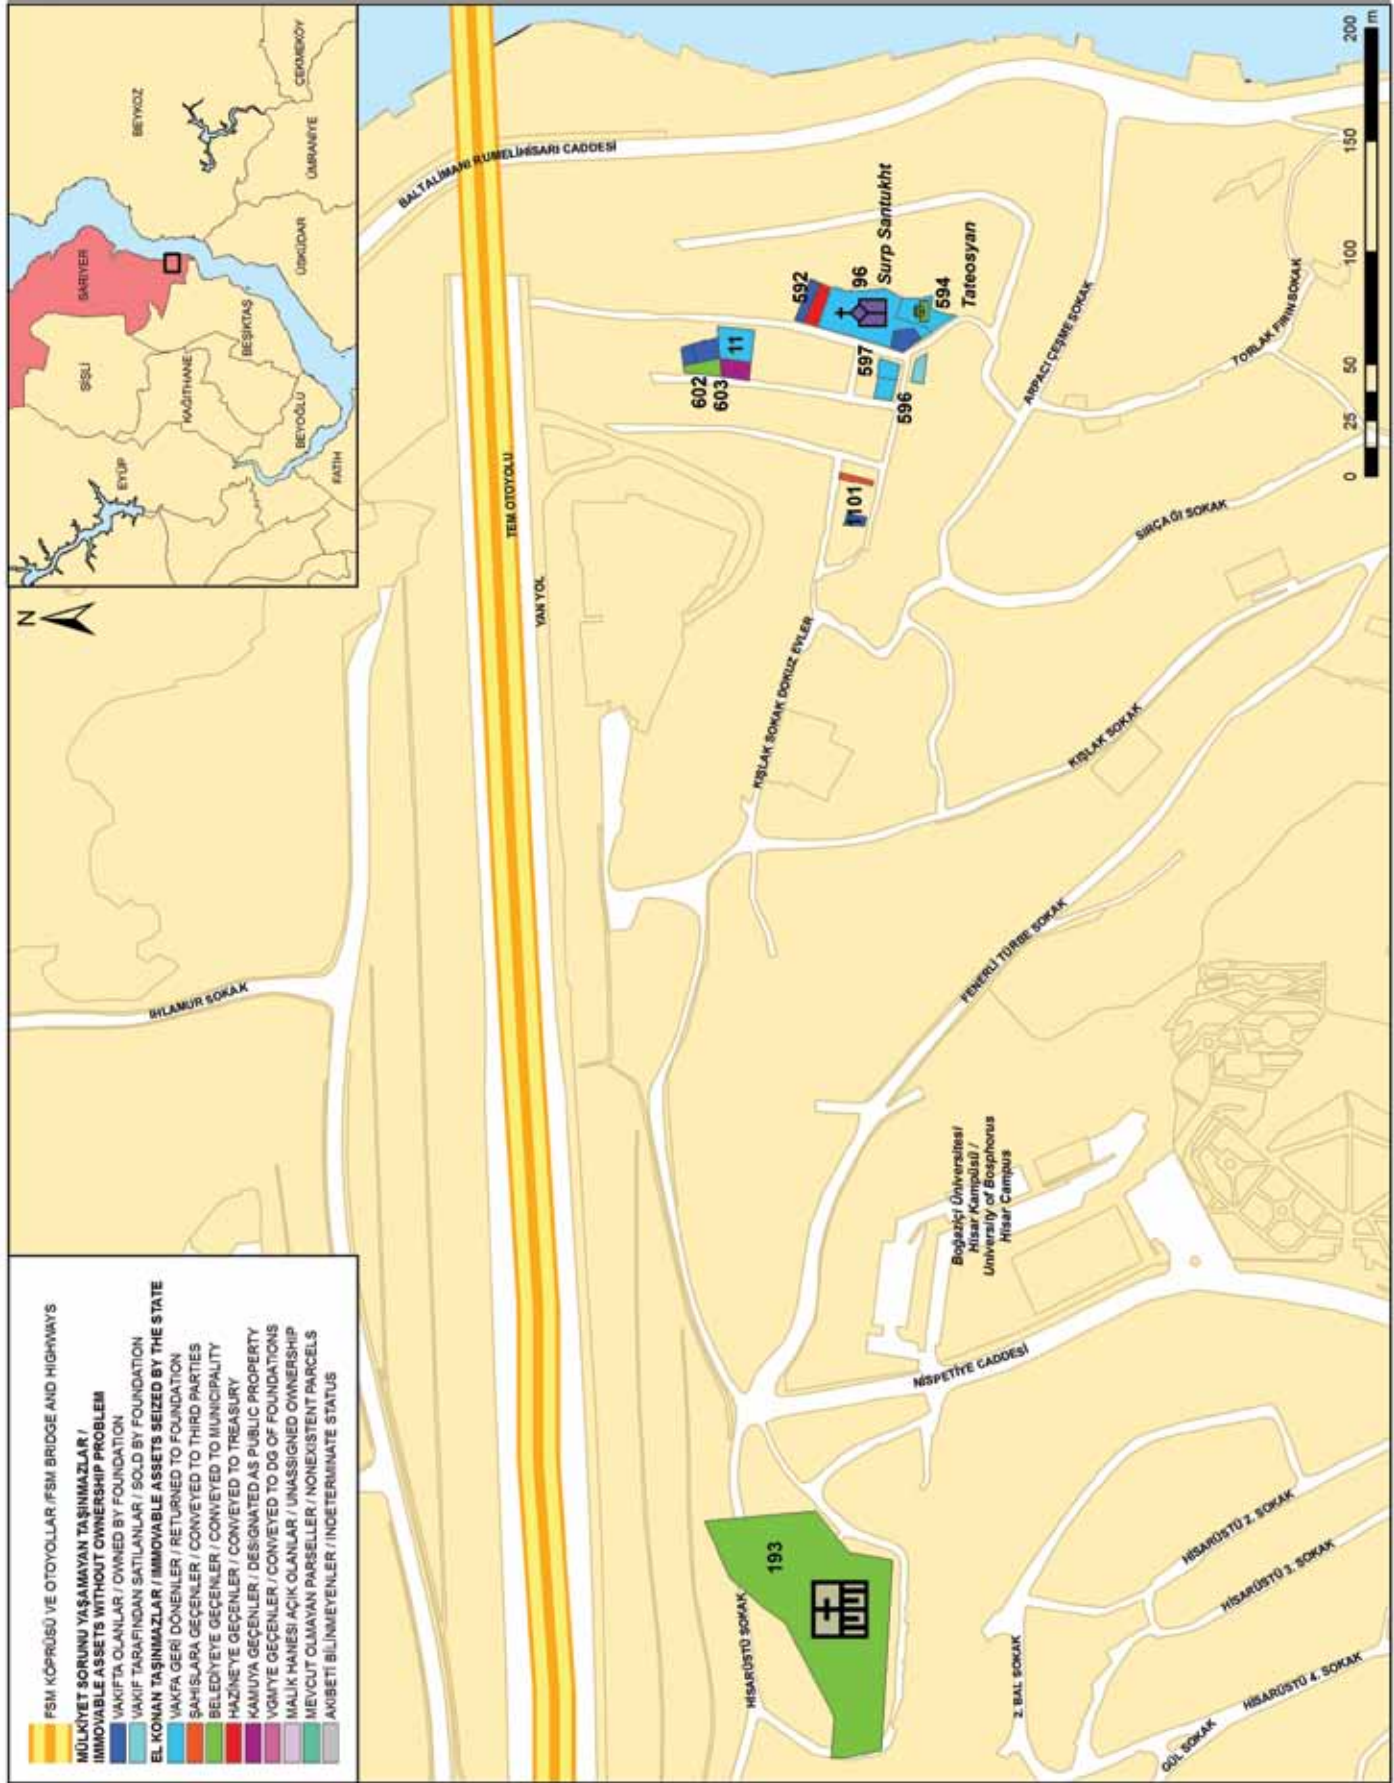 FSM KÖPRÜSÜ VE OTOYOLLAR /FSM BRIDGE AND HIGHWAYS
MÜLKİYET SORUNU YAŞAMAYAN TAŞINMAZLAR /
IMMOVABLE ASSETS WITHOUT OWNERSHIP PROBLEM
VAKIFTA OLANLAR / OWNED BY FOUNDATION
VAKIF TARAFINDAN SATILANLAR / SOLD BY FOUNDATION
EL KONAN TAŞINMAZLAR / IMMOVABLE ASSETS SEIZED BY THE STATE
VAKFA GERİ DÖNENLER / RETURNED TO FOUNDATION
ŞAHISLARA GEÇENLER / CONVEYED TO THIRD PARTIES
BELEDİYEYE GEÇENLER / CONVEYED TO MUNICIPALITY
HAZİNEYE GEÇENLER / CONVEYED TO TREASURY
KAMUYA GEÇENLER / DESIGNATED AS PUBLIC PROPERTY
VGM'YE GEÇENLER / CONVEYED TO DG OF FOUNDATIONS
MALİK HANESİ AÇIK OLANLAR / UNASSIGNED OWNERSHIP
MEVCUT OLMAYAN PARSELLER / NONEXISTENT PARCELS
AKIBETİ BİLİNMEYENLER / INDETERMINATE STATUS
N
EYÜP
ŞİŞLİ
SARIYER
BEYKOZ
KAĞITHANE
BEŞİKTAŞ
BEYOĞLU
FATİH
ÜSKÜDAR
ÜMRANİYE
ÇEKMEKÖY
IHLAMUR SOKAK
BALTALİMANI RUMELİHİSARI CADDESİ
TEM OTOYOLU
YAN YOL
602
603
11
592
96
Surp Santukht
597
594
Tateosyan
596
1101
KIŞLAK SOKAK DOKUZ EVLER
ARPACI ÇEŞME SOKAK
TORLAK FIRIN SOKAK
SIRÇAĞI SOKAK
KIŞLAK SOKAK
FENERLİ TÜRBE SOKAK
Boğaziçi Üniversitesi
Hisar Kampüsü /
University of Bosphorus
Hisar Campus
NİSPETİYE CADDESİ
193
HİSARÜSTÜ SOKAK
2. BAL SOKAK
HİSARÜSTÜ 2. SOKAK
HİSARÜSTÜ 3. SOKAK
HİSARÜSTÜ 4. SOKAK
GÜL SOKAK
0 25 50 100 150 200
m